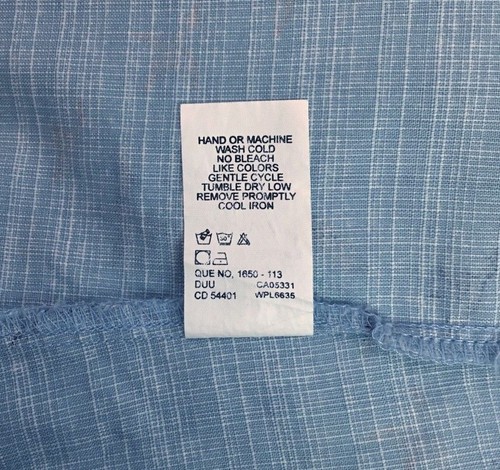 HAND OR MACHINE
WASH COLD
NO BLEACH
LIKE COLORS
GENTLE CYCLE
TUMBLE DRY LOW
REMOVE PROMPTLY
COOL IRON
QUE NO, 1650 - 113
DUU CA05331
CD 54401 WPL6635